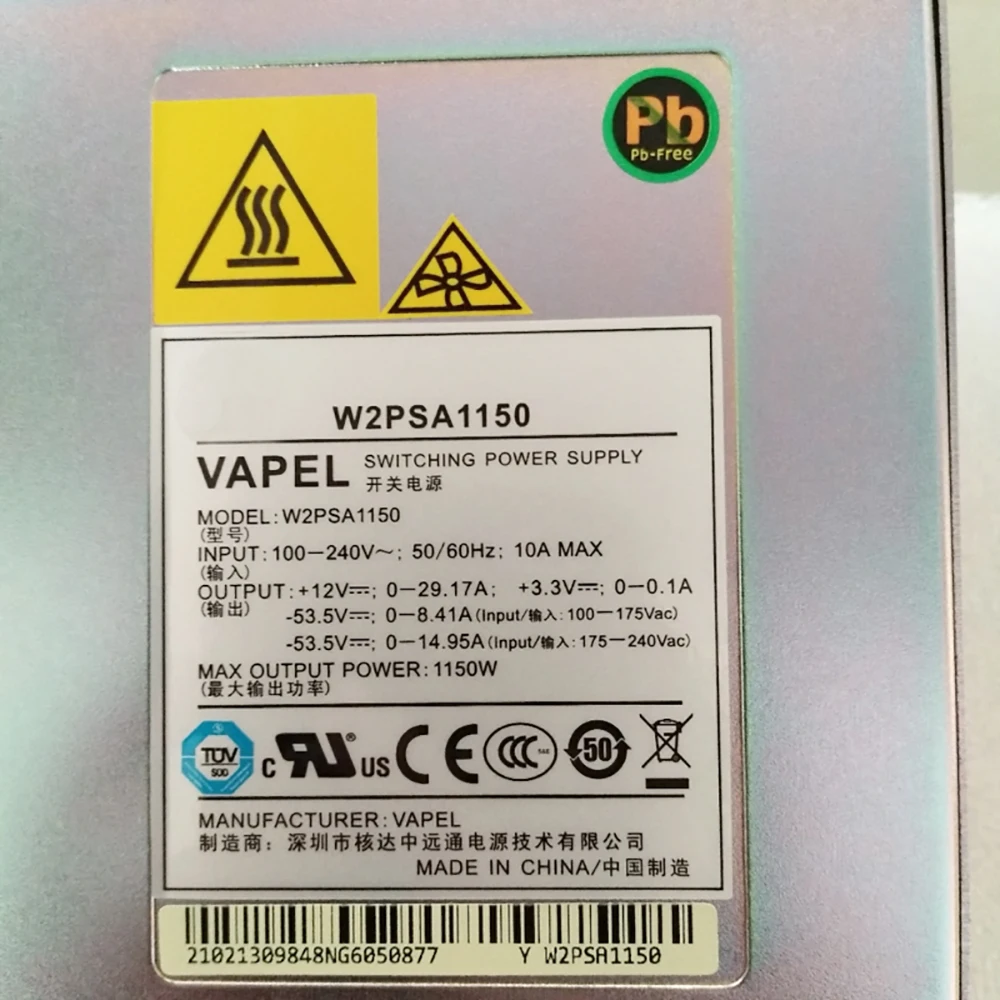 Pb
Pb-Free
W2PSA1150
VAPEL SWITCHING POWER SUPPLY
开关电源
MODEL: W2PSA1150
(型号)
INPUT: 100—240V～; 50/60Hz; 10A MAX
(输入)
OUTPUT: +12V⎓; 0—29.17A; +3.3V⎓; 0—0.1A
(输出) -53.5V⎓; 0—8.41A (Input/输入: 100—175Vac)
-53.5V⎓; 0—14.95A (Input/输入: 175—240Vac)
MAX OUTPUT POWER: 1150W
(最大输出功率)
TUV SUD c RU ® US CE CCC S&E 50
MANUFACTURER: VAPEL
制造商: 深圳市核达中远通电源技术有限公司
MADE IN CHINA/中国制造
21021309848NG6050877 Y W2PSA1150